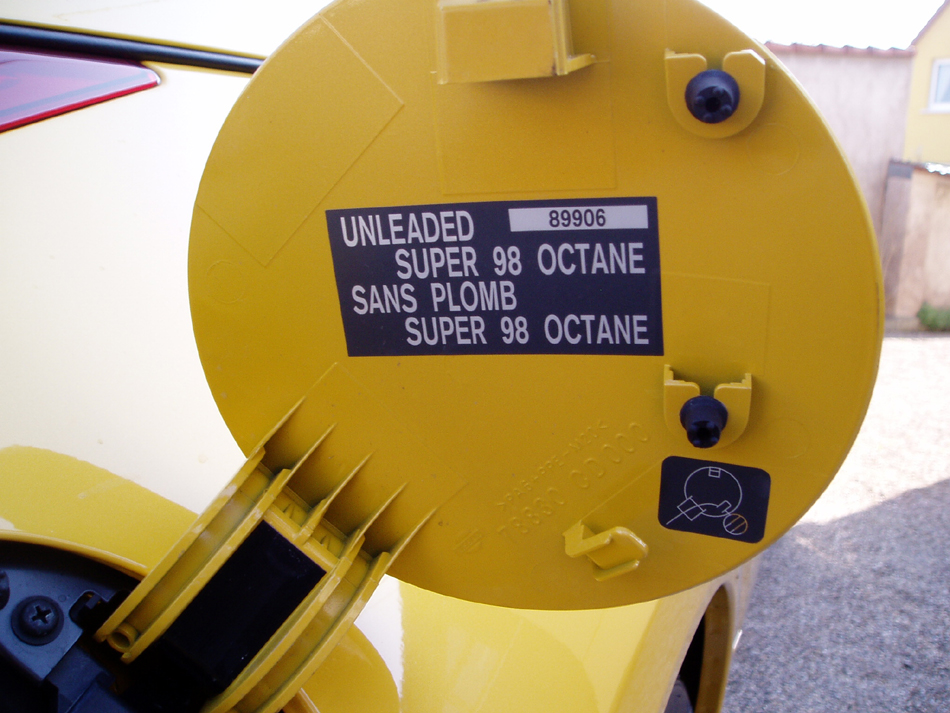 UNLEADED 89906
SUPER 98 OCTANE
SANS PLOMB
SUPER 98 OCTANE